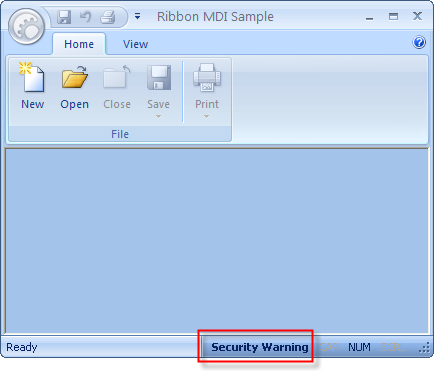 Ribbon MDI Sample
Home View
New Open Close Save Print
File
Ready Security Warning NUM